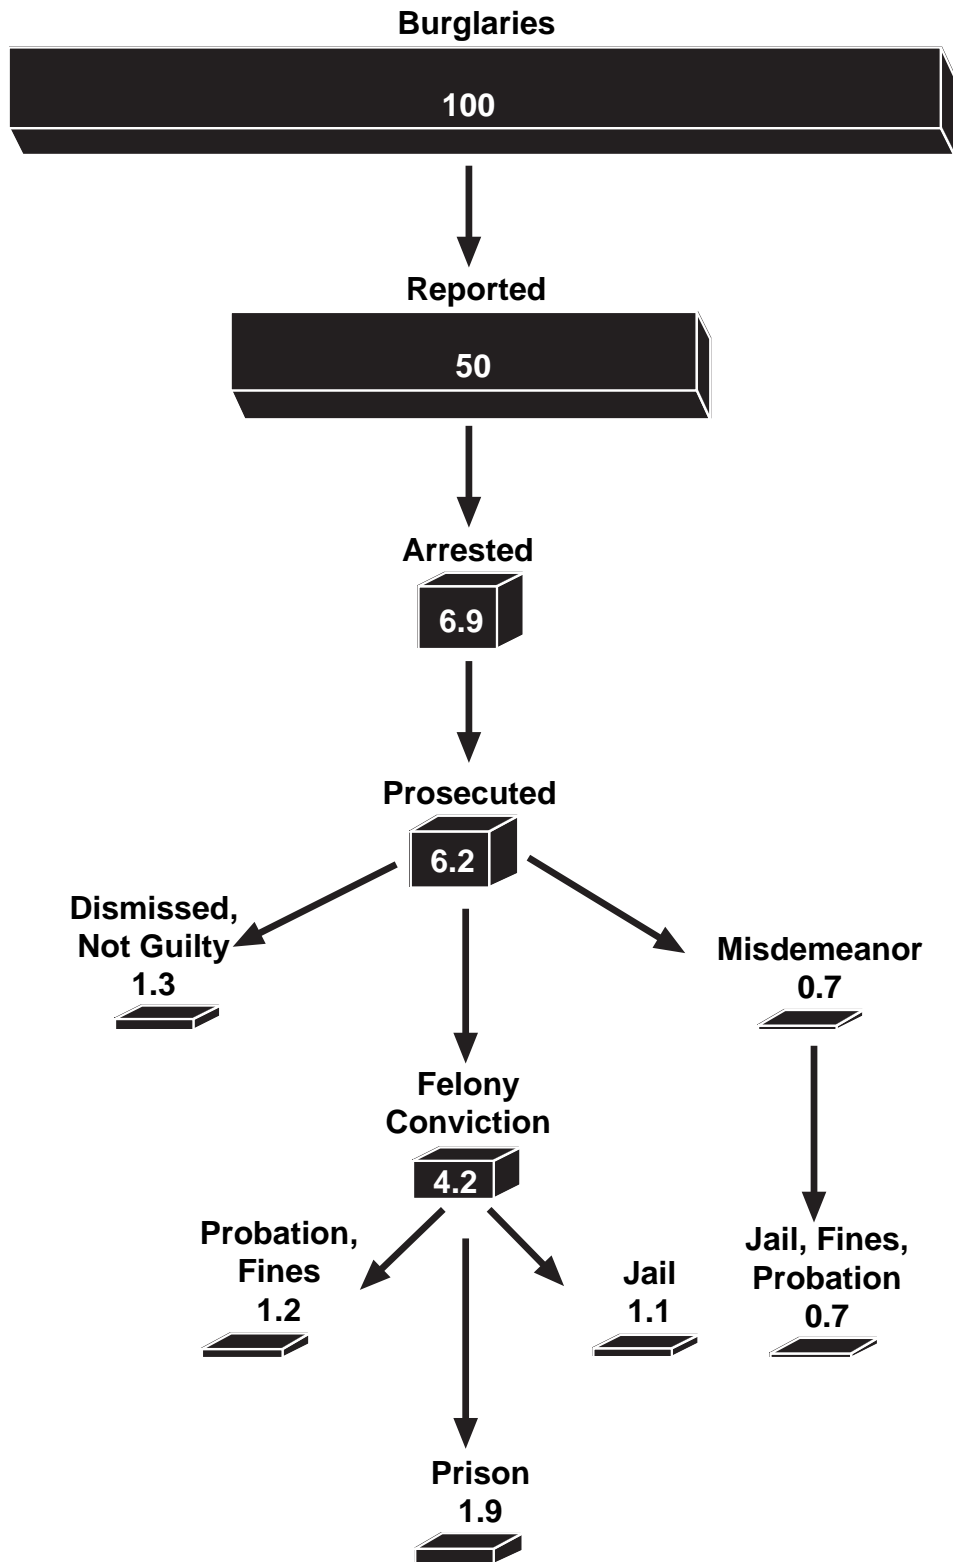 Burglaries
100
Reported
50
Arrested
6.9
Prosecuted
6.2
Dismissed,
Not Guilty
1.3
Misdemeanor
0.7
Felony
Conviction
4.2
Probation,
Fines
1.2
Jail
1.1
Jail, Fines,
Probation
0.7
Prison
1.9